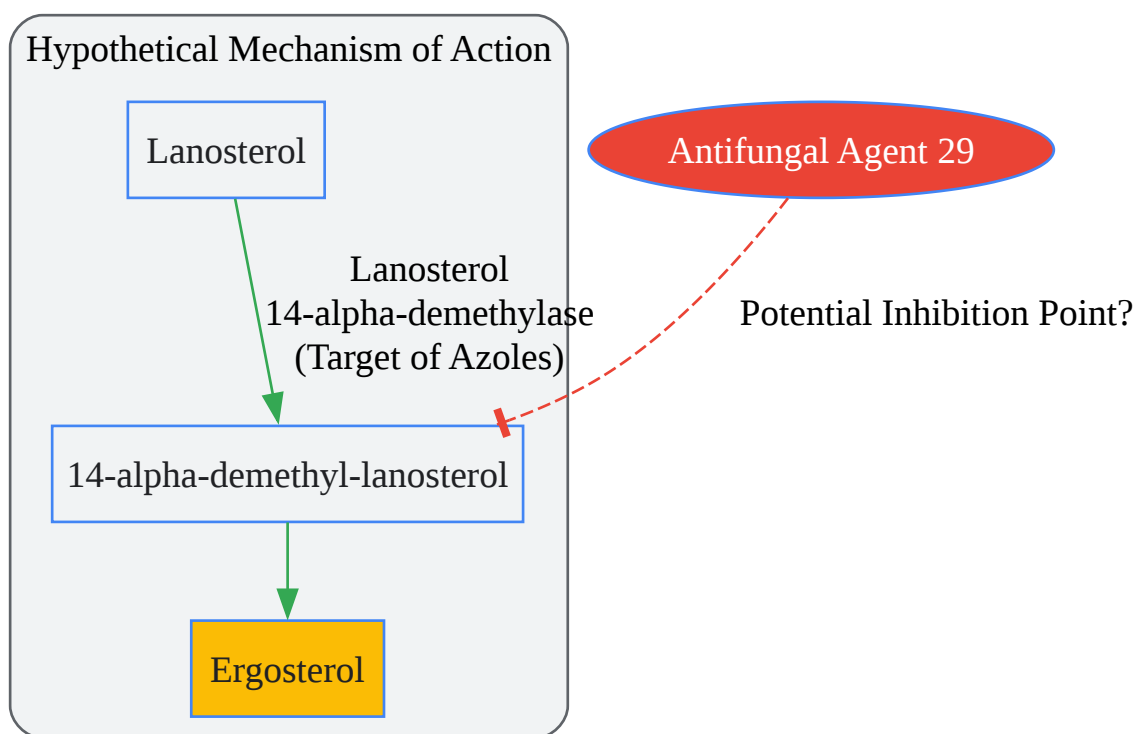 Hypothetical Mechanism of Action
Lanosterol
Antifungal Agent 29
Lanosterol
14-alpha-demethylase
(Target of Azoles)
Potential Inhibition Point?
14-alpha-demethyl-lanosterol
Ergosterol